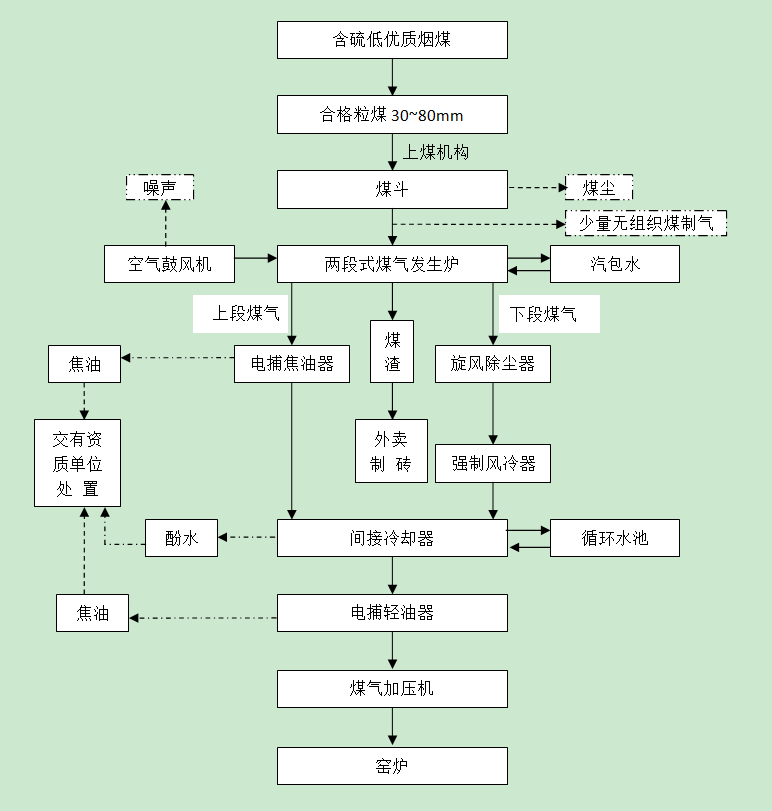 含硫低优质烟煤
合格粒煤 30~80mm
上煤机构
噪声
煤斗
煤尘
少量无组织煤制气
空气鼓风机
两段式煤气发生炉
汽包水
上段煤气
下段煤气
煤
渣
焦油
电捕焦油器
旋风除尘器
交有资
质单位
处 置
外卖
制 砖
强制风冷器
酚水
间接冷却器
循环水池
焦油
电捕轻油器
煤气加压机
窑炉